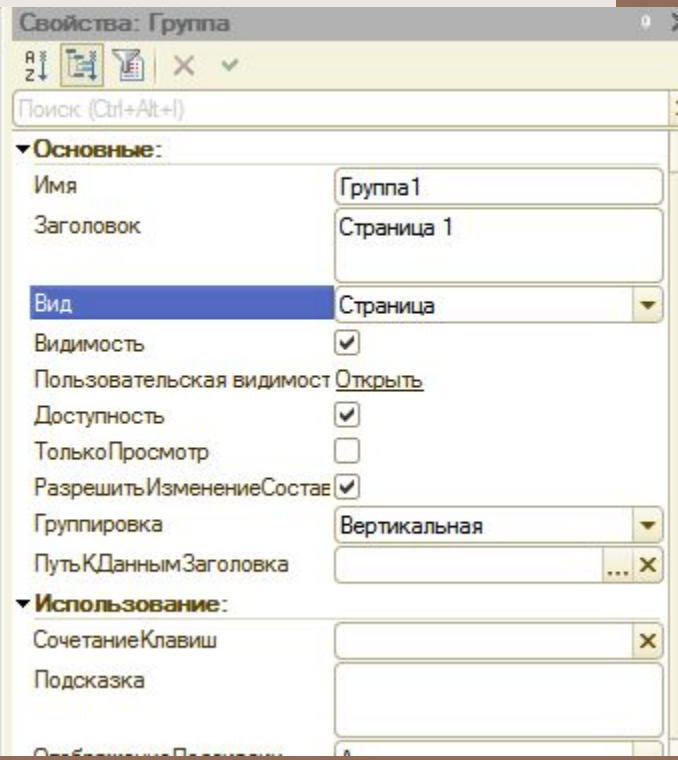 Свойства: Группа
Поиск (Ctrl+Alt+I)
Основные:
Имя Группа1
Заголовок Страница 1
Вид Страница
Видимость
Пользовательская видимост Открыть
Доступность
ТолькоПросмотр
РазрешитьИзменениеСостав
Группировка Вертикальная
ПутьКДаннымЗаголовка ...
Использование:
СочетаниеКлавиш
Подсказка